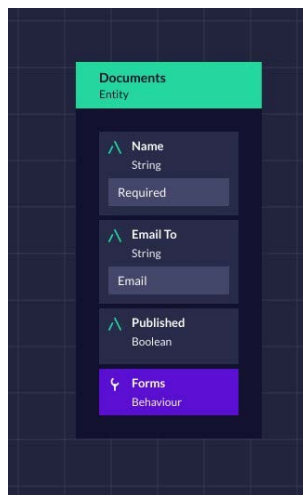 Documents
Entity
Name
String
Required
Email To
String
Email
Published
Boolean
Forms
Behaviour